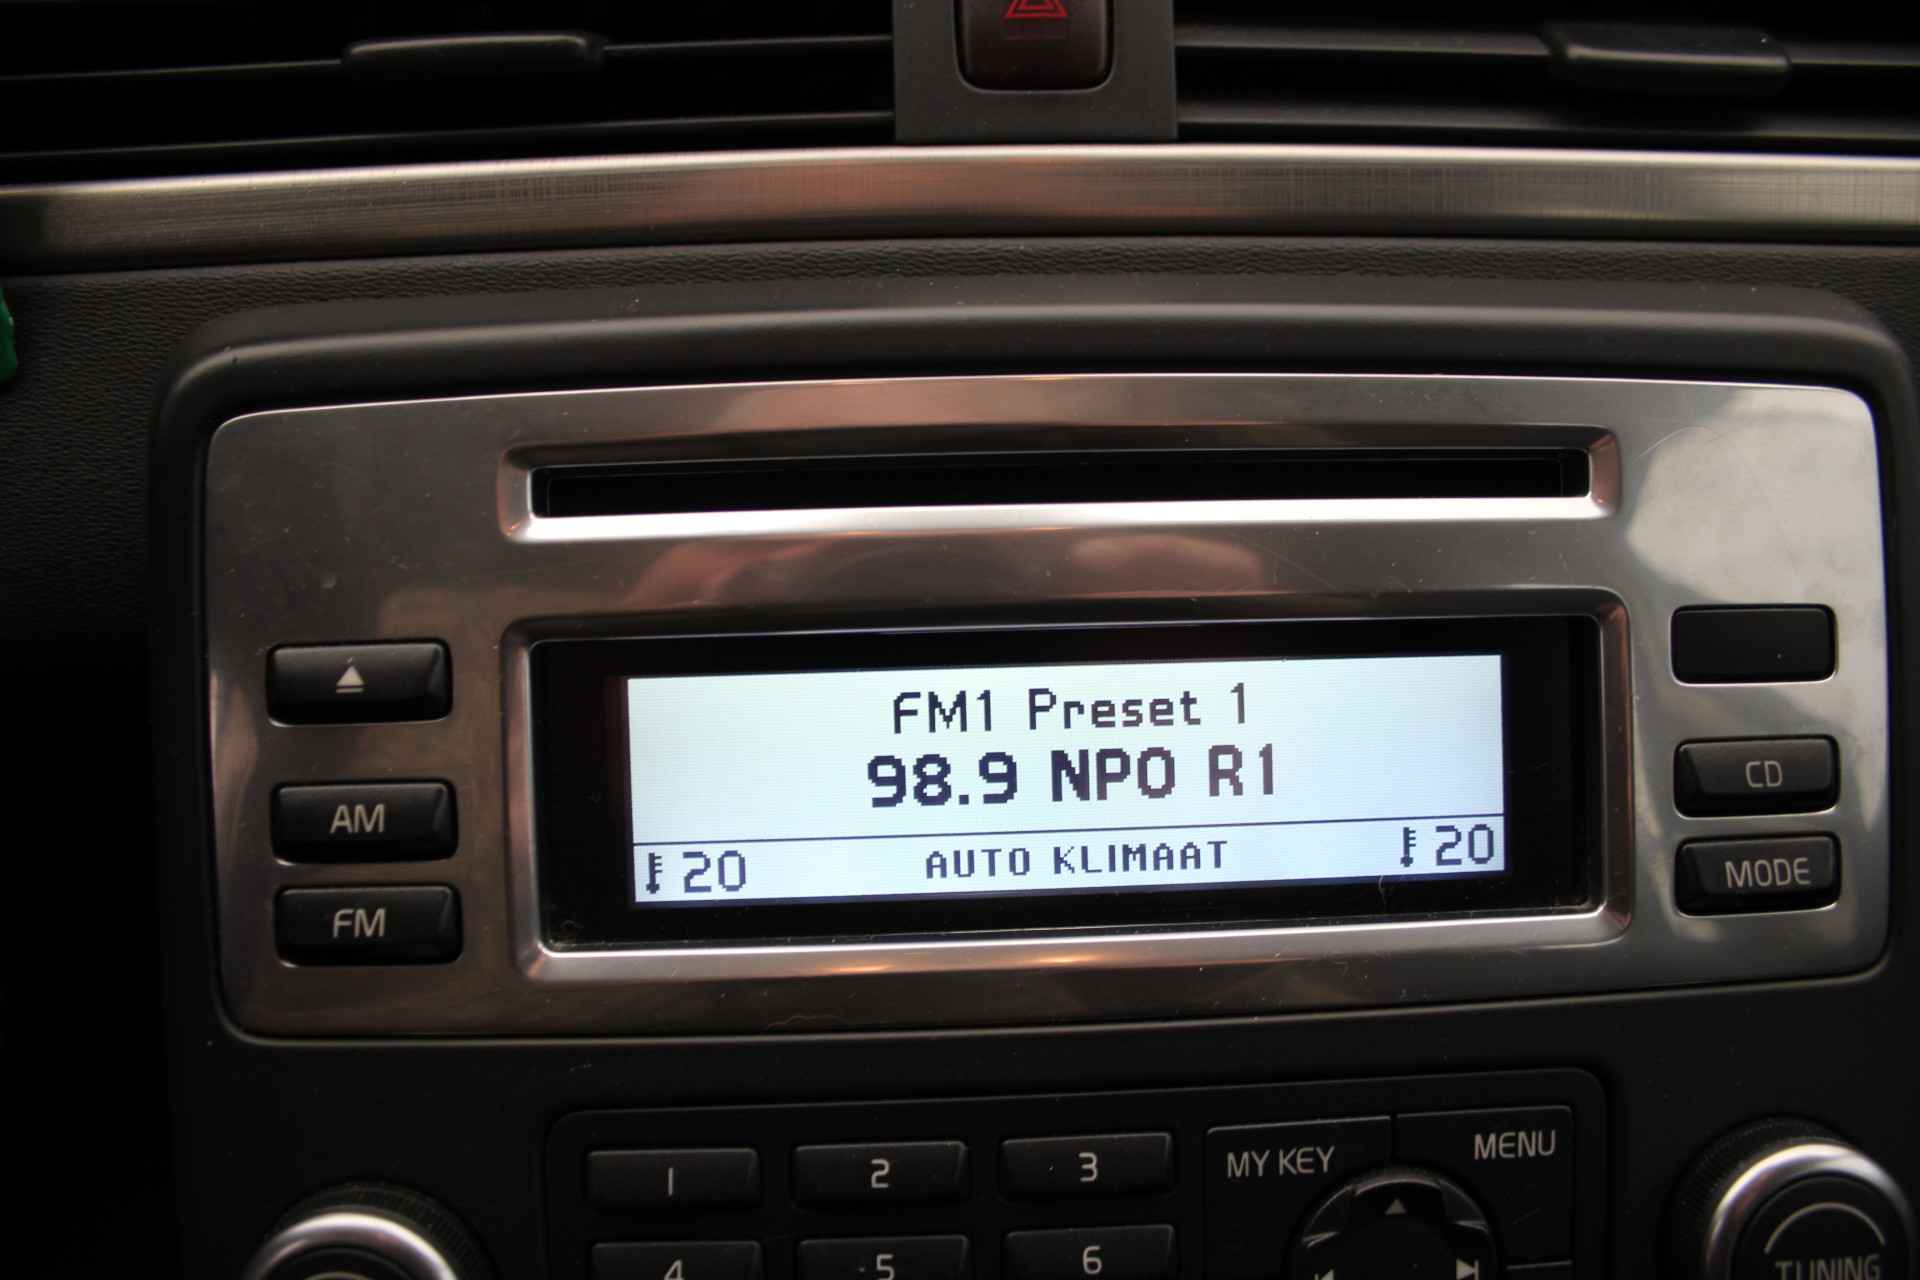 FM1 Preset 1
98.9 NPO R1
20 AUTO KLIMAAT 20
AM
FM
CD
MODE
1 2 3
MY KEY
MENU
4 5 6
TUNING